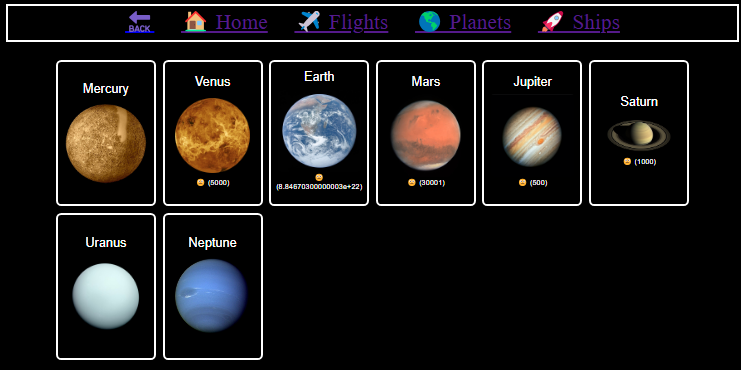 BACK 🏠 Home ✈️ Flights 🌎 Planets 🚀 Ships
Mercury
Venus
😊 (5000)
Earth
😊
(8.84670300000003e+22)
Mars
😊 (30001)
Jupiter
😊 (500)
Saturn
😊 (1000)
Uranus
Neptune